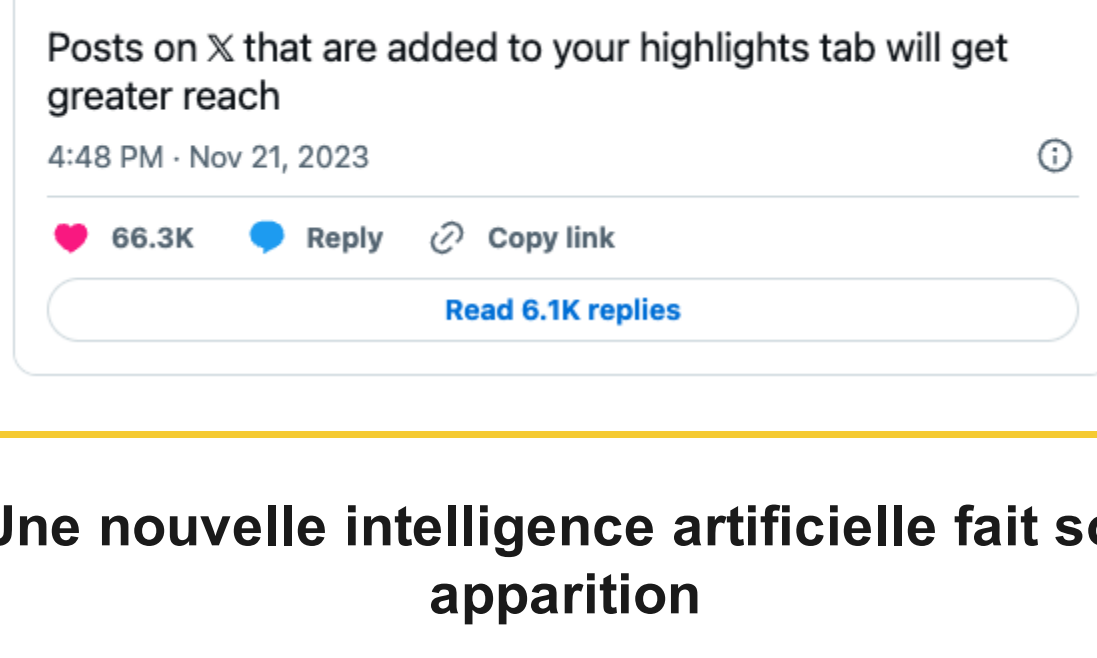 Posts on 𝕏 that are added to your highlights tab will get
greater reach
4:48 PM · Nov 21, 2023
66.3K Reply Copy link
Read 6.1K replies
Une nouvelle intelligence artificielle fait
apparition